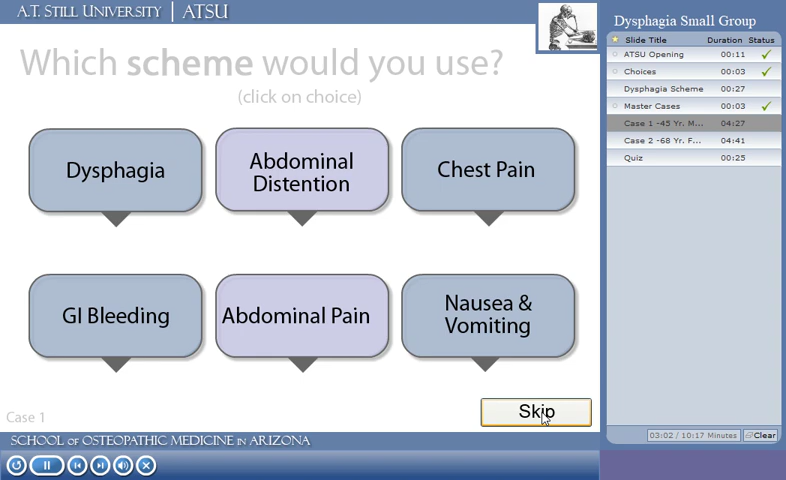 A.T. STILL UNIVERSITY | ATSU
Which scheme would you use?
(click on choice)
Dysphagia
Abdominal
Distention
Chest Pain
GI Bleeding
Abdominal Pain
Nausea &
Vomiting
Case 1
Skip
SCHOOL OF OSTEOPATHIC MEDICINE IN ARIZONA
Dysphagia Small Group
Slide Title Duration Status
ATSU Opening 00:11
Choices 00:03
Dysphagia Scheme 00:27
Master Cases 00:03
Case 1 -45 Yr. M... 04:27
Case 2 -68 Yr. F... 04:41
Quiz 00:25
03:02 / 10:17 Minutes Clear